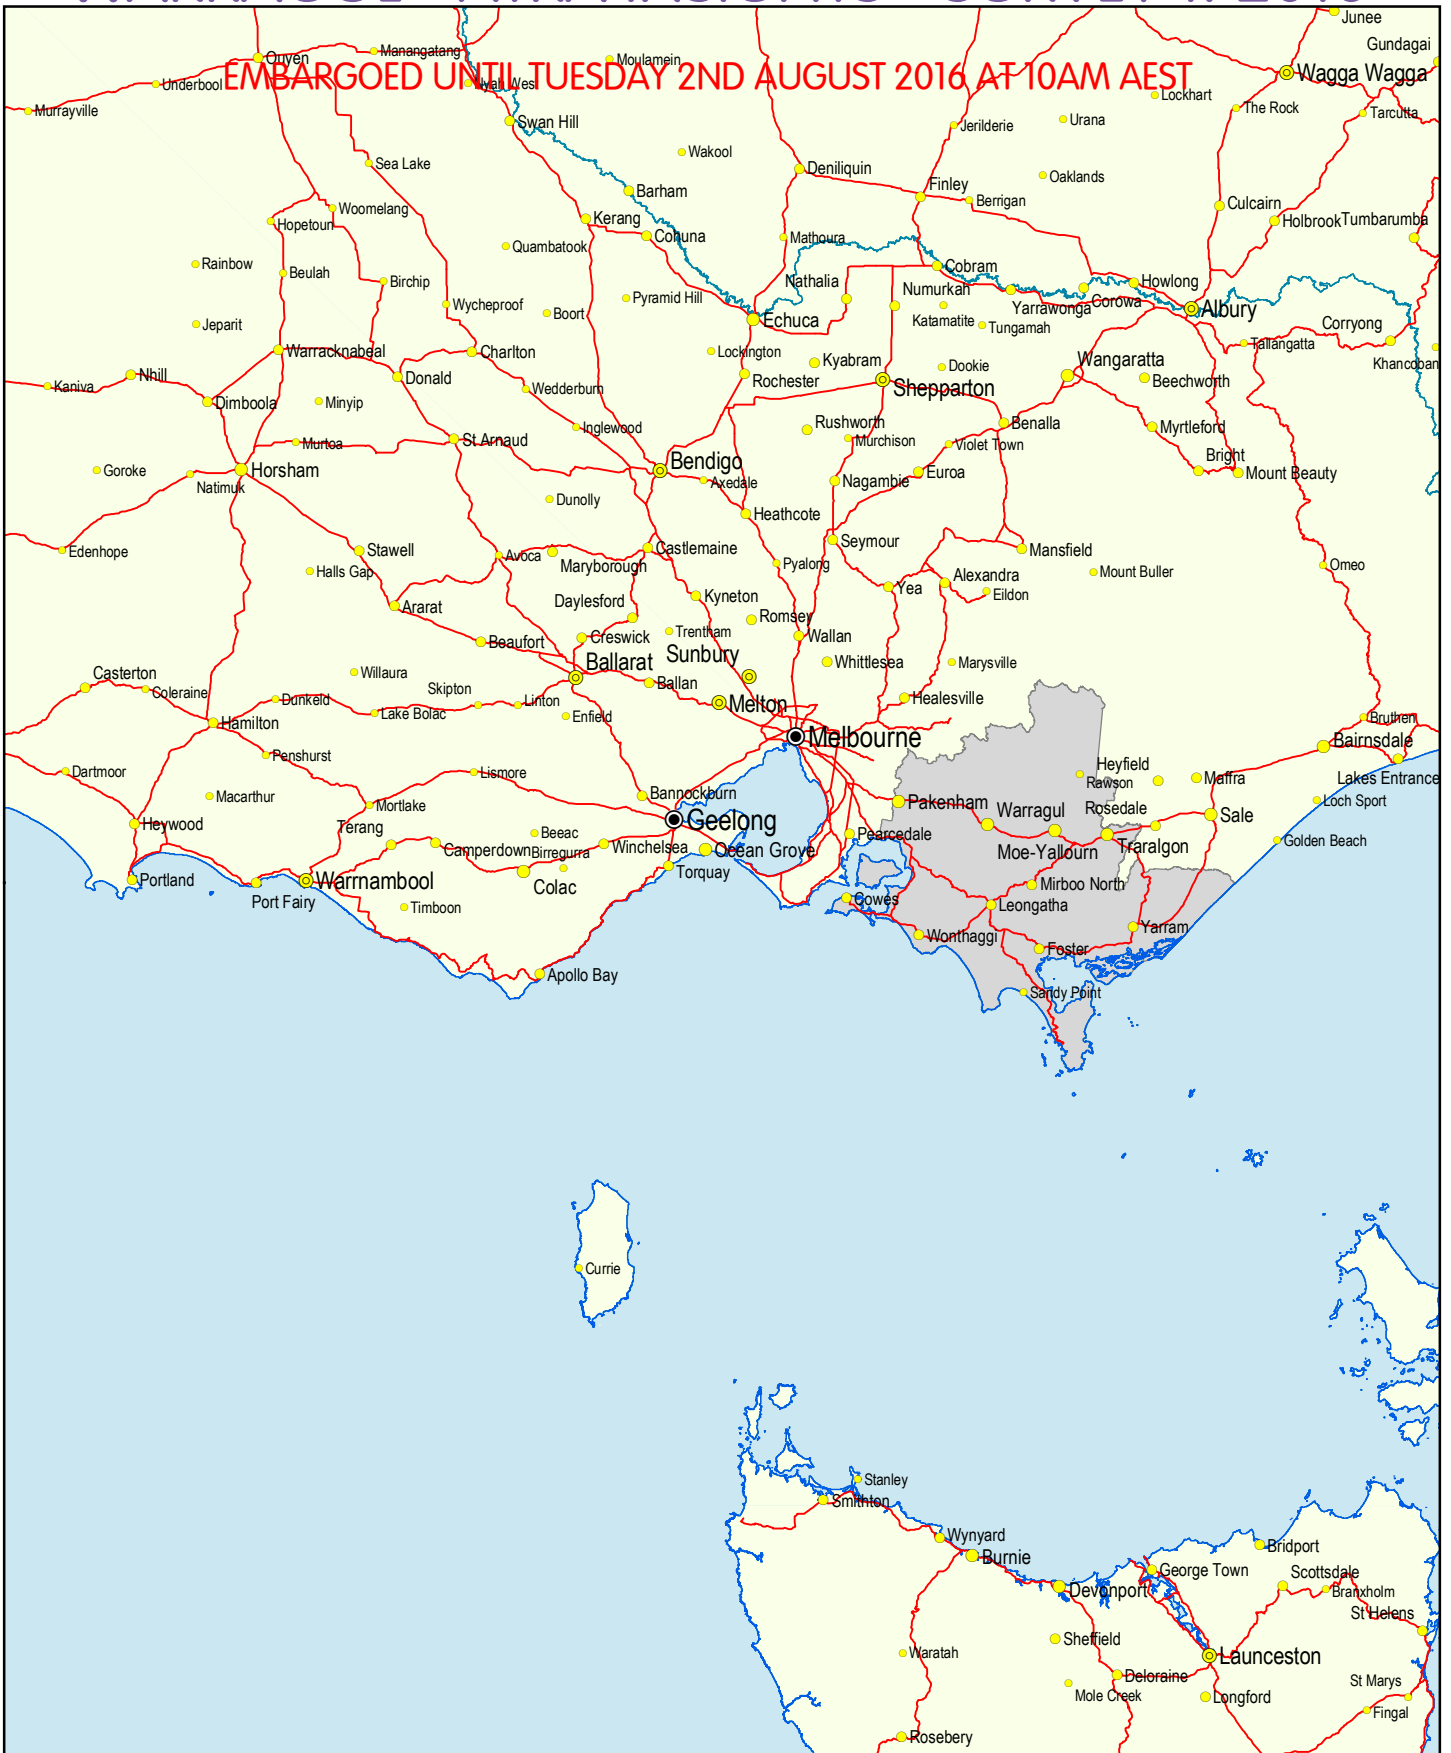 Junee
Gundagai
Ouyen
Manangatang
Moulamein
EMBARGOED UNTIL TUESDAY 2ND AUGUST 2016 AT 10AM AEST
Wagga Wagga
Underbool
Nyah West
Lockhart
Murrayville
The Rock
Tarcutta
Swan Hill
Jerilderie
Urana
Sea Lake
Wakool
Deniliquin
Oaklands
Finley
Barham
Berrigan
Woomelang
Culcairn
Hopetoun
Kerang
Holbrook
Tumbarumba
Cohuna
Mathoura
Quambatook
Rainbow
Beulah
Cobram
Birchip
Nathalia
Howlong
Numurkah
Pyramid Hill
Corowa
Wycheproof
Yarrawonga
Albury
Boort
Echuca
Katamatite
Jeparit
Tungamah
Corryong
Tallangatta
Warracknabeal
Charlton
Lockington
Kyabram
Wangaratta
Khancoban
Dookie
Nhill
Donald
Rochester
Beechworth
Kaniva
Wedderburn
Shepparton
Dimboola
Minyip
Rushworth
Benalla
Inglewood
Myrtleford
Murtoa
St Arnaud
Murchison
Violet Town
Bendigo
Bright
Goroke
Horsham
Euroa
Mount Beauty
Natimuk
Axedale
Nagambie
Dunolly
Heathcote
Seymour
Edenhope
Stawell
Castlemaine
Mansfield
Avoca
Maryborough
Pyalong
Omeo
Halls Gap
Mount Buller
Alexandra
Yea
Kyneton
Eildon
Daylesford
Ararat
Romsey
Creswick
Trentham
Wallan
Beaufort
Sunbury
Ballarat
Whittlesea
Marysville
Casterton
Willaura
Ballan
Coleraine
Skipton
Healesville
Dunkeld
Linton
Melton
Lake Bolac
Enfield
Bruthen
Hamilton
Melbourne
Bairnsdale
Penshurst
Heyfield
Dartmoor
Lismore
Maffra
Lakes Entrance
Rawson
Macarthur
Bannockburn
Loch Sport
Mortlake
Pakenham
Warragul
Rosedale
Geelong
Sale
Heywood
Terang
Beeac
Pearcedale
Golden Beach
Camperdown
Winchelsea
Ocean Grove
Moe-Yallourn
Traralgon
Birregurra
Torquay
Portland
Warrnambool
Colac
Mirboo North
Port Fairy
Cowes
Timboon
Leongatha
Yarram
Wonthaggi
Foster
Apollo Bay
Sandy Point
Currie
Stanley
Smithton
Wynyard
Bridport
Burnie
George Town
Scottsdale
Devonport
Branxholm
St Helens
Sheffield
Waratah
Launceston
Deloraine
St Marys
Mole Creek
Longford
Fingal
Rosebery